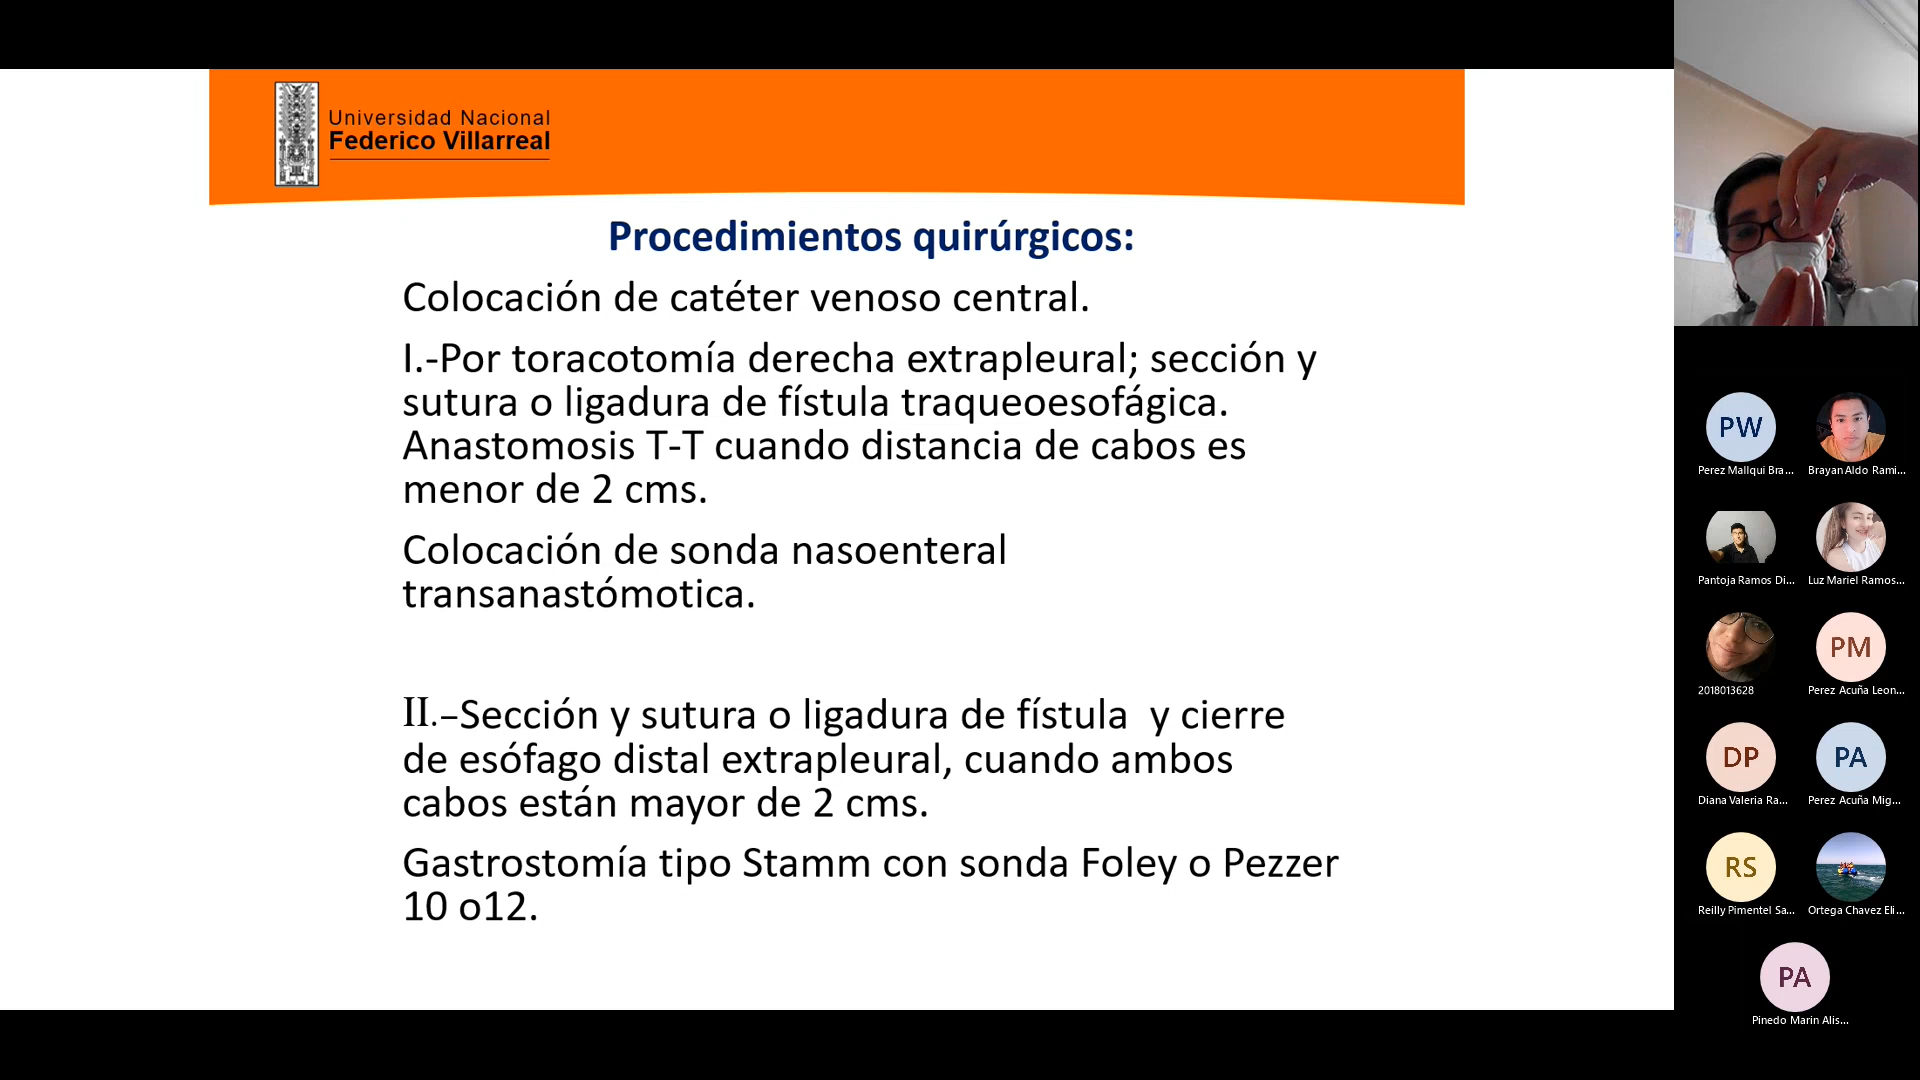 Universidad Nacional
Federico Villarreal
Procedimientos quirúrgicos:
Colocación de catéter venoso central.
I.-Por toracotomía derecha extrapleural; sección y
sutura o ligadura de fístula traqueoesofágica.
Anastomosis T-T cuando distancia de cabos es
menor de 2 cms.
Colocación de sonda nasoenteral
transanastómotica.
II.–Sección y sutura o ligadura de fístula y cierre
de esófago distal extrapleural, cuando ambos
cabos están mayor de 2 cms.
Gastrostomía tipo Stamm con sonda Foley o Pezzer
10 o12.
PW
Perez Mallqui Bra...
Brayan Aldo Rami...
Pantoja Ramos Di...
Luz Mariel Ramos...
2018013628
PM
Perez Acuña Leon...
DP
Diana Valeria Ra...
PA
Perez Acuña Mig...
RS
Reilly Pimentel Sa...
Ortega Chavez Eli...
PA
Pinedo Marin Alis...